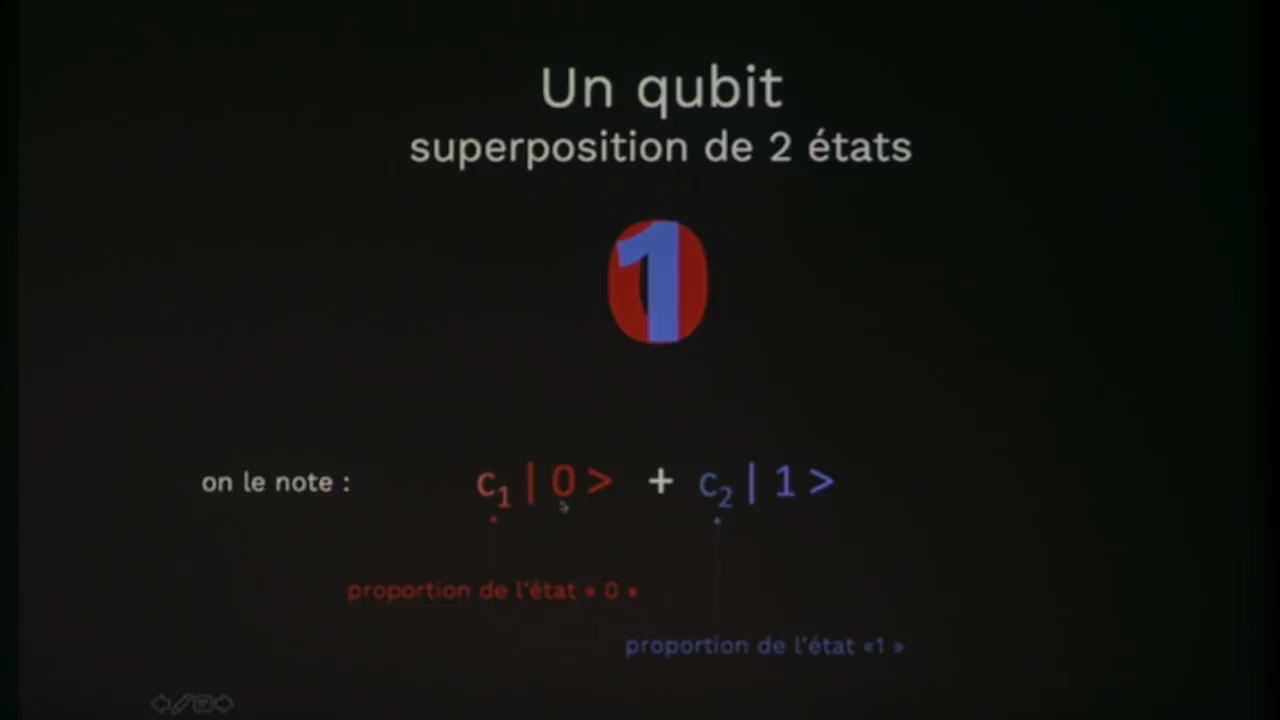 Un qubit
superposition de 2 états
01
on le note : c₁ | 0 > + c₂ | 1 >
proportion de l'état « 0 »
proportion de l'état «1 »